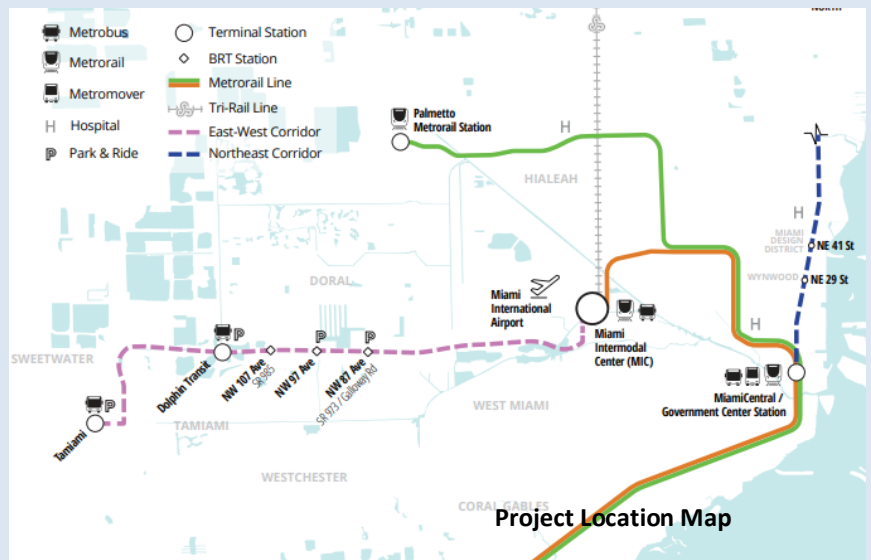 NORTH
Metrobus
Metrorail
Metromover
H Hospital
P Park & Ride
Terminal Station
BRT Station
Metrorail Line
Tri-Rail Line
East-West Corridor
Northeast Corridor
Palmetto
Metrorail Station
H
HIALEAH
H
MIAMI
DESIGN
DISTRICT
NE 41 St
WYNWOOD
NE 29 St
DORAL
Miami
International
Airport
Miami
Intermodal
Center (MIC)
H
SWEETWATER
P
P
P
Dolphin Transit
NW 107 Ave
SR 985
NW 97 Ave
NW 87 Ave
SR 973 / Galloway Rd
MiamiCentral /
Government Center Station
P
Tamiami
TAMIAMI
WEST MIAMI
WESTCHESTER
CORAL GABLES
Project Location Map